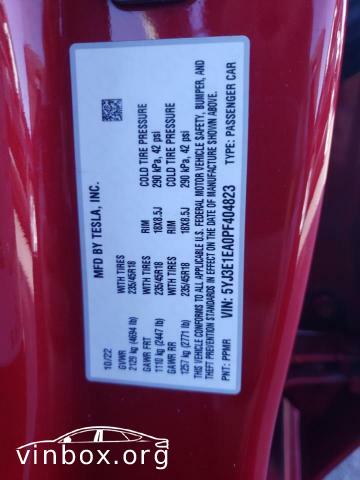 MFD BY TESLA, INC.
10/22
GVWR WITH TIRES RIM COLD TIRE PRESSURE
2129 kg (4694 lb) 235/45R18 18X8.5J 290 kPa, 42 psi
GAWR FRT WITH TIRES RIM COLD TIRE PRESSURE
1110 kg (2447 lb) 235/45R18 18X8.5J 290 kPa, 42 psi
GAWR RR WITH TIRES
1257 kg (2771 lb) 235/45R18 18X8.5J
THIS VEHICLE CONFORMS TO ALL APPLICABLE U.S. FEDERAL MOTOR VEHICLE SAFETY, BUMPER, AND
THEFT PREVENTION STANDARDS IN EFFECT ON THE DATE OF MANUFACTURE SHOWN ABOVE.
VIN: 5YJ3E1EA0PF404823 TYPE: PASSENGER CAR
PNT: PPMR
vinbox.org